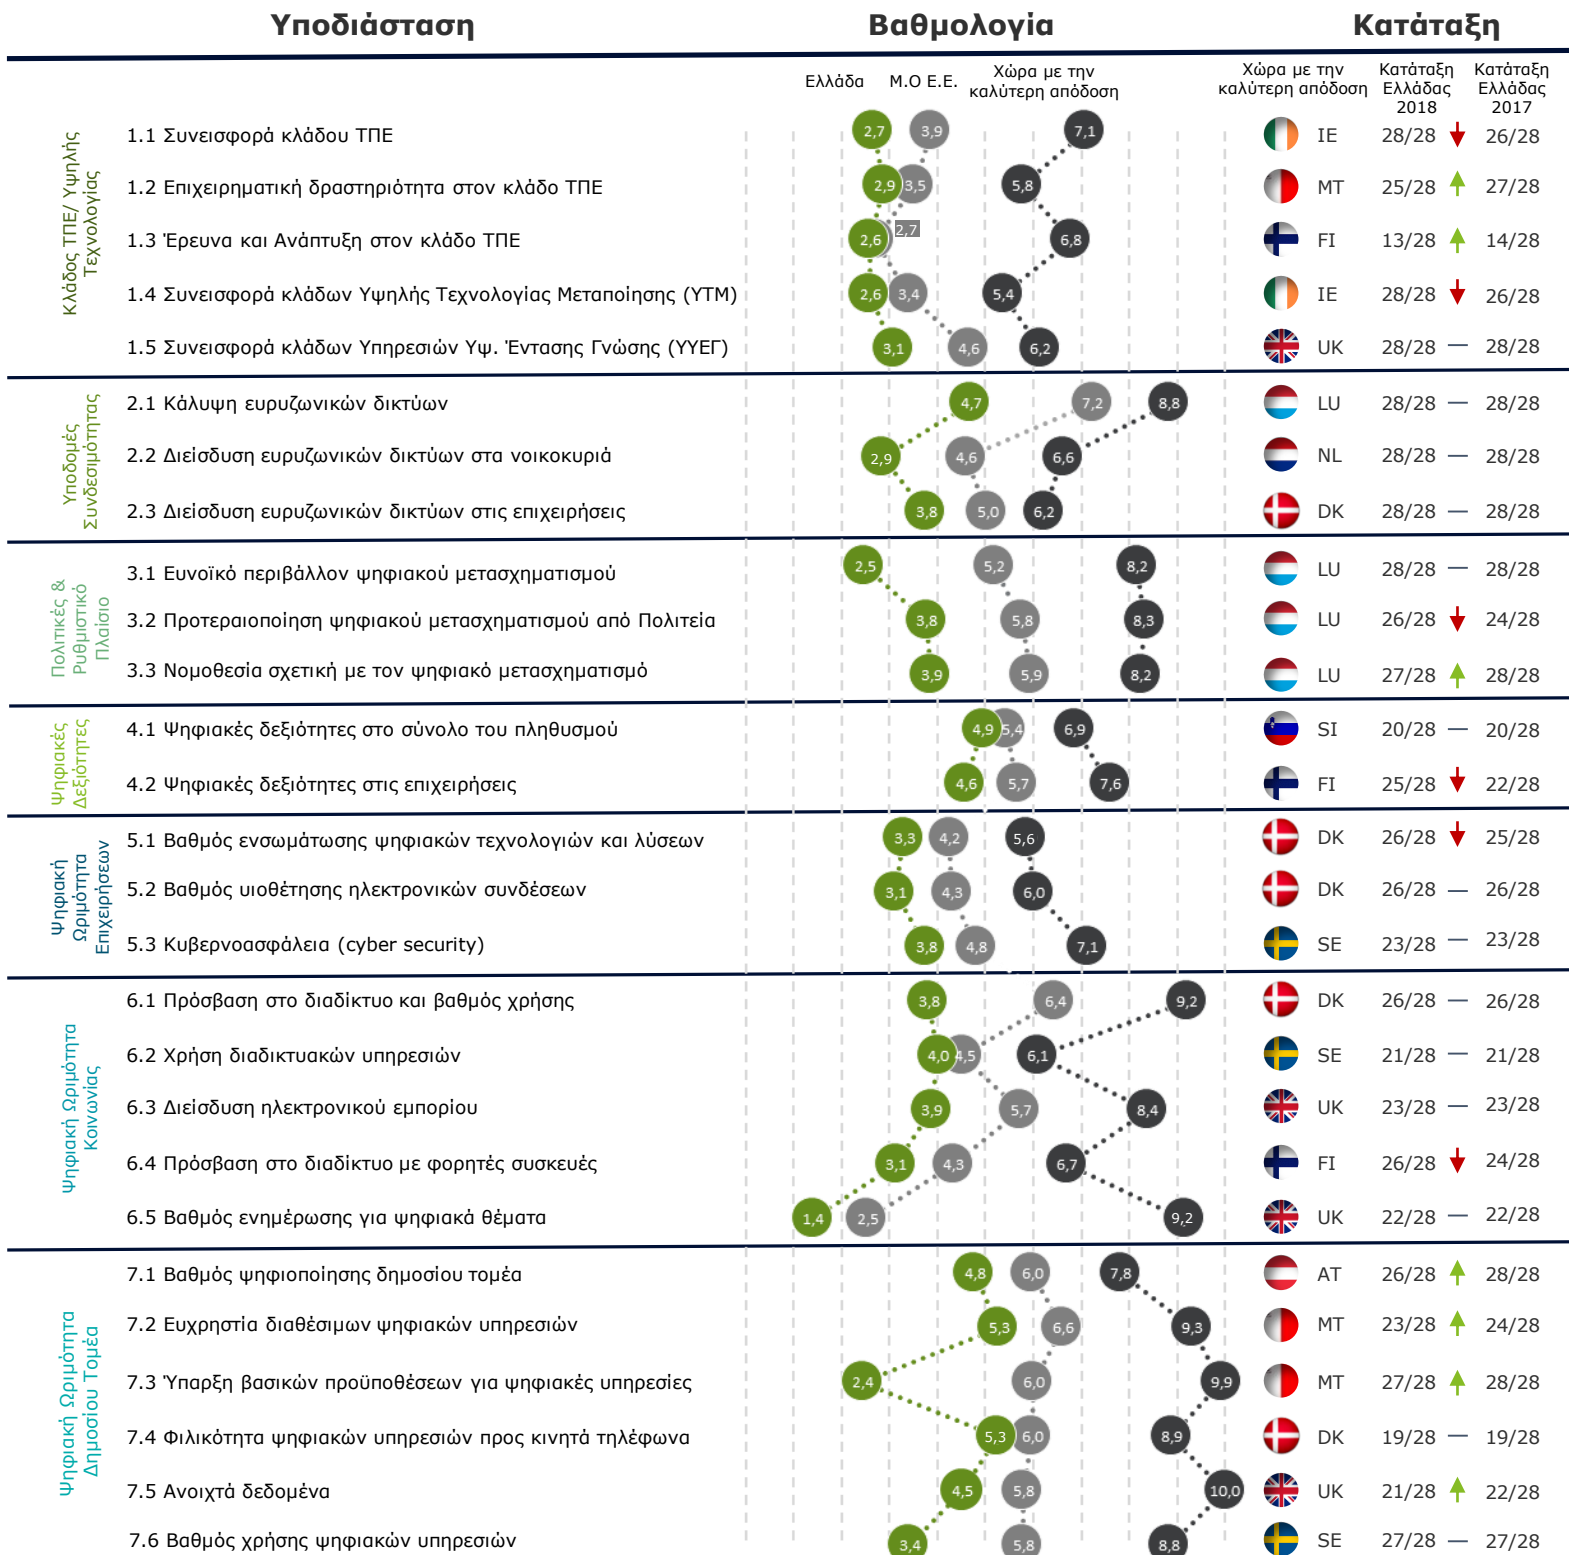 Υποδιάσταση Βαθμολογία Κατάταξη
Ελλάδα Μ.Ο Ε.Ε. Χώρα με την καλύτερη απόδοση Χώρα με την καλύτερη απόδοση Κατάταξη Ελλάδας 2018 Κατάταξη Ελλάδας 2017
Κλάδος ΤΠΕ/ Υψηλής
Τεχνολογίας
1.1 Συνεισφορά κλάδου ΤΠΕ 2,7 3,9 7,1 IE 28/28 26/28
1.2 Επιχειρηματική δραστηριότητα στον κλάδο ΤΠΕ 2,9 3,5 5,8 MT 25/28 27/28
1.3 Έρευνα και Ανάπτυξη στον κλάδο ΤΠΕ 2,6 2,7 6,8 FI 13/28 14/28
1.4 Συνεισφορά κλάδων Υψηλής Τεχνολογίας Μεταποίησης (ΥΤΜ) 2,6 3,4 5,4 IE 28/28 26/28
1.5 Συνεισφορά κλάδων Υπηρεσιών Υψ. Έντασης Γνώσης (ΥΥΕΓ) 3,1 4,6 6,2 UK 28/28 28/28
Υποδομές
Συνδεσιμότητας
2.1 Κάλυψη ευρυζωνικών δικτύων 4,7 7,2 8,8 LU 28/28 28/28
2.2 Διείσδυση ευρυζωνικών δικτύων στα νοικοκυριά 2,9 4,6 6,6 NL 28/28 28/28
2.3 Διείσδυση ευρυζωνικών δικτύων στις επιχειρήσεις 3,8 5,0 6,2 DK 28/28 28/28
Πολιτικές &
Ρυθμιστικό
Πλαίσιο
3.1 Ευνοϊκό περιβάλλον ψηφιακού μετασχηματισμού 2,5 5,2 8,2 LU 28/28 28/28
3.2 Προτεραιοποίηση ψηφιακού μετασχηματισμού από Πολιτεία 3,8 5,8 8,3 LU 26/28 24/28
3.3 Νομοθεσία σχετική με τον ψηφιακό μετασχηματισμό 3,9 5,9 8,2 LU 27/28 28/28
Ψηφιακές
Δεξιότητες
4.1 Ψηφιακές δεξιότητες στο σύνολο του πληθυσμού 4,9 5,4 6,9 SI 20/28 20/28
4.2 Ψηφιακές δεξιότητες στις επιχειρήσεις 4,6 5,7 7,6 FI 25/28 22/28
Ψηφιακή
Ωριμότητα
Επιχειρήσεων
5.1 Βαθμός ενσωμάτωσης ψηφιακών τεχνολογιών και λύσεων 3,3 4,2 5,6 DK 26/28 25/28
5.2 Βαθμός υιοθέτησης ηλεκτρονικών συνδέσεων 3,1 4,3 6,0 DK 26/28 26/28
5.3 Κυβερνοασφάλεια (cyber security) 3,8 4,8 7,1 SE 23/28 23/28
Ψηφιακή Ωριμότητα
Κοινωνίας
6.1 Πρόσβαση στο διαδίκτυο και βαθμός χρήσης 3,8 6,4 9,2 DK 26/28 26/28
6.2 Χρήση διαδικτυακών υπηρεσιών 4,0 4,5 6,1 SE 21/28 21/28
6.3 Διείσδυση ηλεκτρονικού εμπορίου 3,9 5,7 8,4 UK 23/28 23/28
6.4 Πρόσβαση στο διαδίκτυο με φορητές συσκευές 3,1 4,3 6,7 FI 26/28 24/28
6.5 Βαθμός ενημέρωσης για ψηφιακά θέματα 1,4 2,5 9,2 UK 22/28 22/28
Ψηφιακή Ωριμότητα
Δημοσίου Τομέα
7.1 Βαθμός ψηφιοποίησης δημοσίου τομέα 4,8 6,0 7,8 AT 26/28 28/28
7.2 Ευχρηστία διαθέσιμων ψηφιακών υπηρεσιών 5,3 6,6 9,3 MT 23/28 24/28
7.3 Ύπαρξη βασικών προϋποθέσεων για ψηφιακές υπηρεσίες 2,4 6,0 9,9 MT 27/28 28/28
7.4 Φιλικότητα ψηφιακών υπηρεσιών προς κινητά τηλέφωνα 5,3 6,0 8,9 DK 19/28 19/28
7.5 Ανοιχτά δεδομένα 4,5 5,8 10,0 UK 21/28 22/28
7.6 Βαθμός χρήσης ψηφιακών υπηρεσιών 3,4 5,8 8,8 SE 27/28 27/28